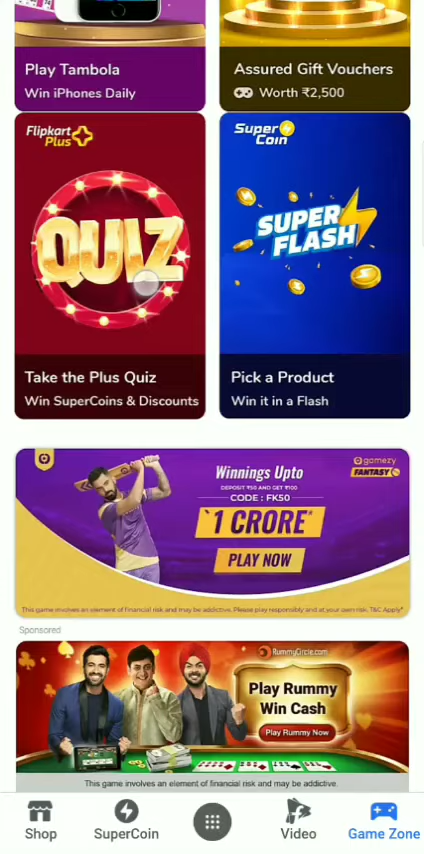 Play Tambola
Win iPhones Daily
Assured Gift Vouchers
Worth ₹2,500
Flipkart
Plus
QUIZ
Take the Plus Quiz
Win SuperCoins & Discounts
Super
Coin
SUPER
FLASH
Pick a Product
Win it in a Flash
gamezy
FANTASY
Winnings Upto
DEPOSIT ₹50 AND GET ₹100
CODE : FK50
`1 CRORE*
PLAY NOW
This game involves an element of financial risk and may be addictive. Please play responsibly and at your own risk. T&C Apply*
Sponsored
RummyCircle.com
Play Rummy
Win Cash
Play Rummy Now
This game involves an element of financial risk and may be addictive.
Shop
SuperCoin
Video
Game Zone